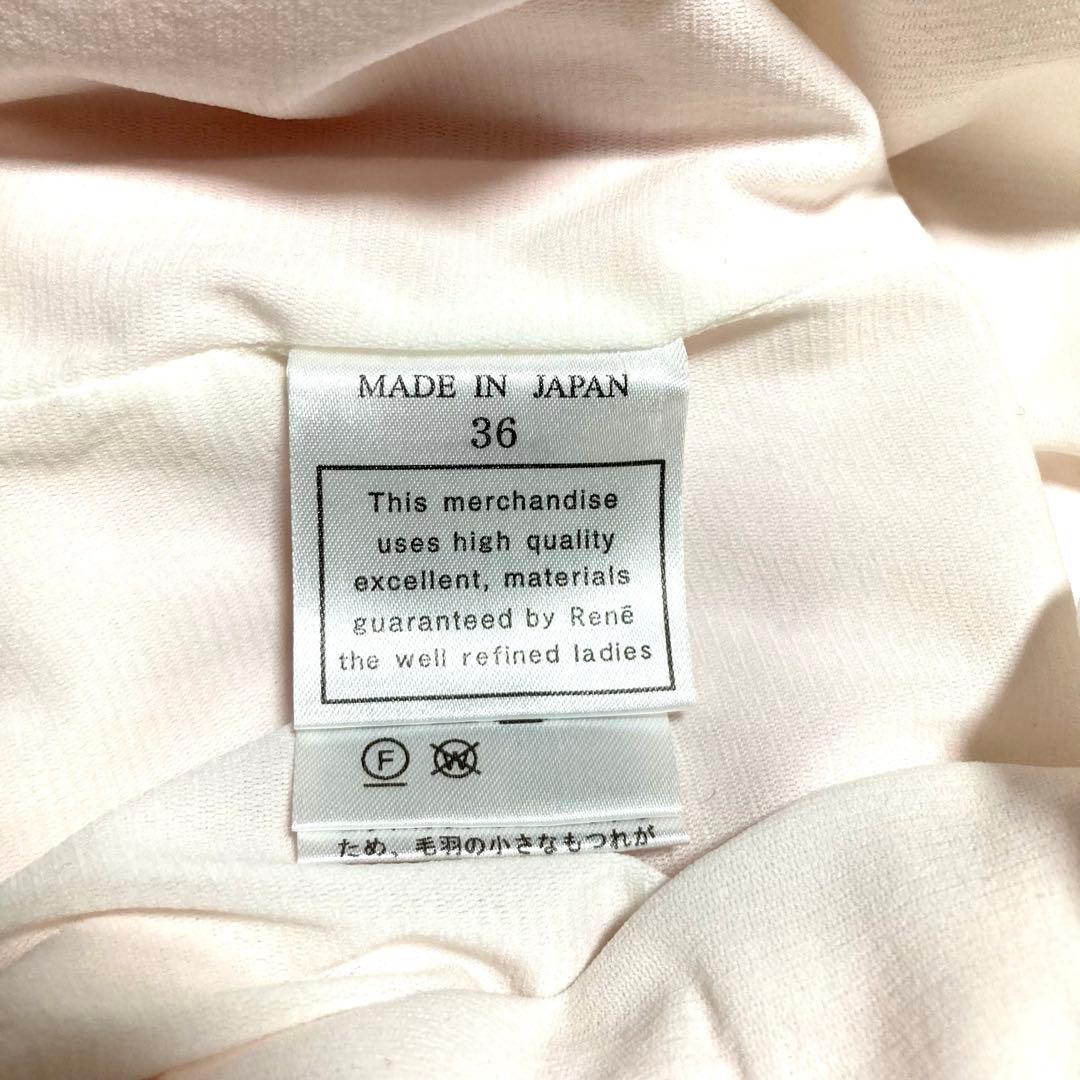 MADE IN JAPAN
36
This merchandise
uses high quality
excellent, materials
guaranteed by Renē
the well refined ladies
F W
ため、毛羽の小さなもつれが